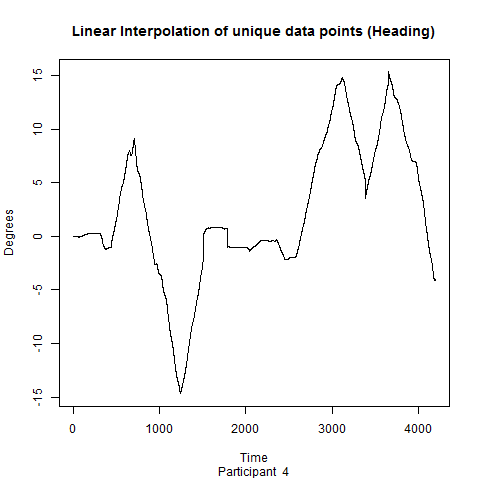 Linear Interpolation of unique data points (Heading)
15
10
5
0
-5
-10
-15
Degrees
0 1000 2000 3000 4000
Time
Participant 4